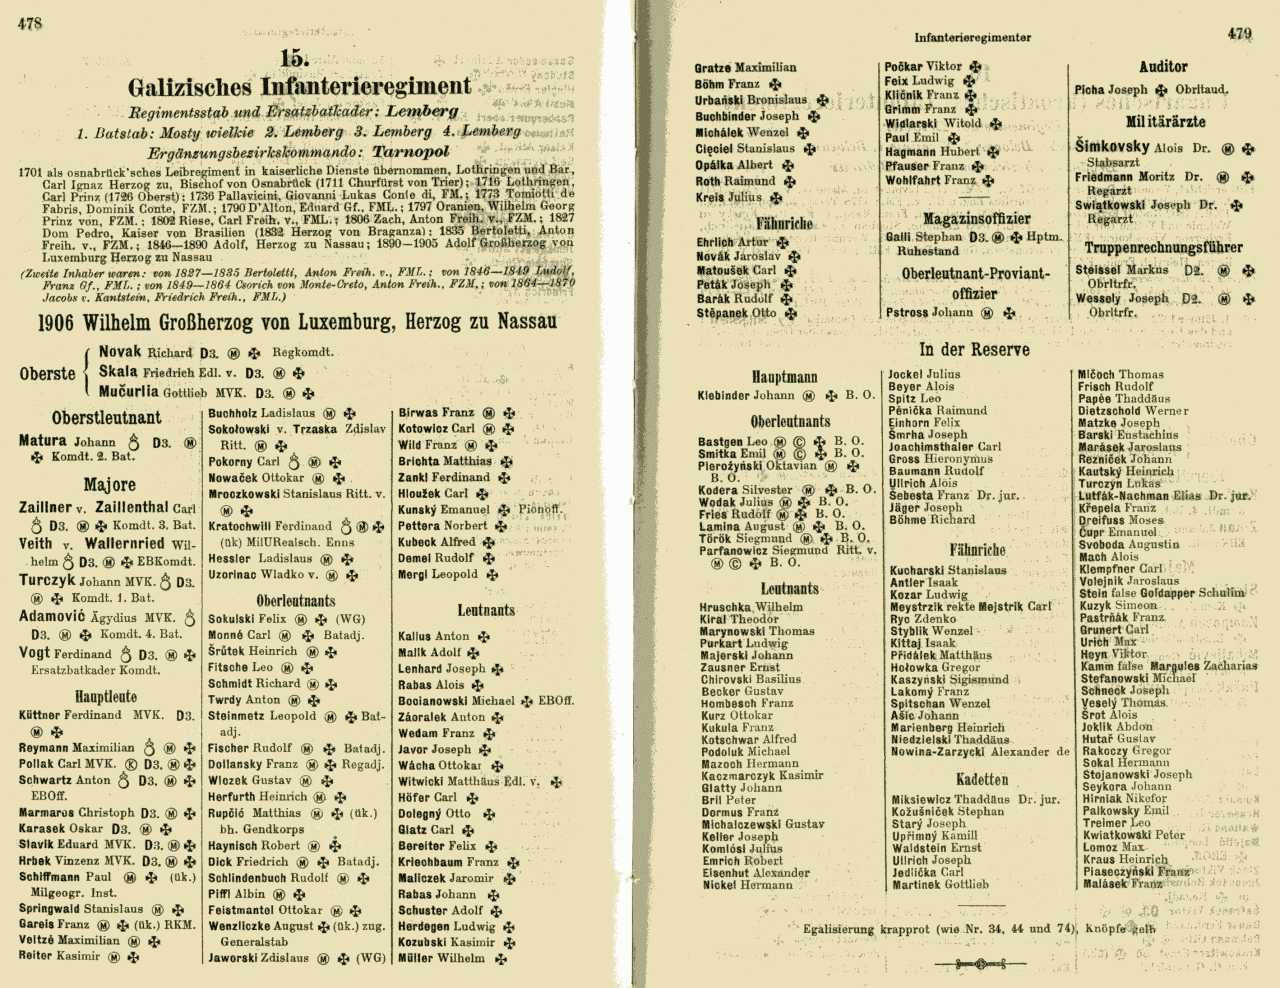 478
15.
Galizisches Infanterieregiment
Regimentsstab und Ersatzbatkader: Lemberg
1. Batstab: Mosty wielkie 2. Lemberg 3. Lemberg 4. Lemberg
Ergänzungsbezirkskommando: Tarnopol
1701 als osnabrück'sches Leibregiment in kaiserliche Dienste übernommen, Lothringen und Bar,
Carl Ignaz Herzog zu, Bischof von Osnabrück (1711 Churfürst von Trier); 1716 Lothringen,
Carl Prinz (1726 Oberst); 1736 Pallavicini, Giovanni Lukas Conte di, FM.; 1773 Tomiotti de
Fabris, Dominik Conte, FZM.; 1790 D'Alton, Eduard Gf., FML.; 1797 Oranien, Wilhelm Georg
Prinz von, FZM.; 1802 Riese, Carl Freih. v., FML.; 1806 Zach, Anton Freih. v., FZM.; 1827
Dom Pedro, Kaiser von Brasilien (1832 Herzog von Braganza); 1835 Bertoletti, Anton
Freih. v., FZM.; 1846—1890 Adolf, Herzog zu Nassau; 1890—1905 Adolf Großherzog von
Luxemburg Herzog zu Nassau
(Zweite Inhaber waren: von 1827—1835 Bertoletti, Anton Freih. v., FML.; von 1846—1849 Ludolf,
Franz Gf., FML.; von 1849—1864 Csorich von Monte-Creto, Anton Freih., FZM.; von 1864—1870
Jacobs v. Kantstein, Friedrich Freih., FML.)
1906 Wilhelm Großherzog von Luxemburg, Herzog zu Nassau
Oberste
Novak Richard D3. Ⓜ ✠ Regkomdt.
Skala Friedrich Edl. v. D3. Ⓜ ✠
Mučurlia Gottlieb MVK. D3. Ⓜ ✠
Oberstleutnant
Matura Johann D3. Ⓜ
✠ Komdt. 2. Bat.
Majore
Zaillner v. Zaillenthal Carl
D3. Ⓜ ✠ Komdt. 3. Bat.
Veith v. Wallernried Wil-
helm D3. Ⓜ ✠ EBKomdt.
Turczyk Johann MVK. D3.
Ⓜ ✠ Komdt. 1. Bat.
Adamović Ägydius MVK.
D3. Ⓜ ✠ Komdt. 4. Bat.
Vogt Ferdinand D3. Ⓜ ✠
Ersatzbatkader Komdt.
Hauptleute
Küttner Ferdinand MVK. D3.
Ⓜ ✠
Reymann Maximilian Ⓜ ✠
Pollak Carl MVK. Ⓚ D3. Ⓜ ✠
Schwartz Anton D3. Ⓜ ✠
EBOff.
Marmaros Christoph D3. Ⓜ ✠
Karasek Oskar D3. Ⓜ ✠
Slavik Eduard MVK. D3. Ⓜ ✠
Hrbek Vinzenz MVK. D3. Ⓜ ✠
Schiffmann Paul Ⓜ ✠ (ük.)
Milgeogr. Inst.
Springwald Stanislaus Ⓜ ✠
Gareis Franz Ⓜ ✠ (ük.) RKM.
Veltzé Maximilian Ⓜ ✠
Reiter Kasimir Ⓜ ✠
Buchholz Ladislaus Ⓜ ✠
Sokołowski v. Trzaska Zdislav
Ritt. Ⓜ ✠
Pokorny Carl Ⓜ ✠
Nowaček Ottokar Ⓜ ✠
Mroczkowski Stanislaus Ritt. v.
Ⓜ ✠
Kratochwill Ferdinand Ⓜ ✠
(ük) MilURealsch. Enns
Hessler Ladislaus Ⓜ ✠
Uzorinac Wladko v. Ⓜ ✠
Oberleutnants
Sokulski Felix Ⓜ ✠ (WG)
Monné Carl Ⓜ ✠ Batadj.
Šrůtek Heinrich Ⓜ ✠
Fitsche Leo Ⓜ ✠
Schmidt Richard Ⓜ ✠
Twrdy Anton Ⓜ ✠
Steinmetz Leopold Ⓜ ✠ Bat-
adj.
Fischer Rudolf Ⓜ ✠ Batadj.
Dollansky Franz Ⓜ ✠ Regadj.
Wiczek Gustav Ⓜ ✠
Herfurth Heinrich Ⓜ ✠
Rupčić Matthias Ⓜ ✠ (ük.)
bh. Gendkorps
Haynisch Robert Ⓜ ✠
Dick Friedrich Ⓜ ✠ Batadj.
Schlindenbuch Rudolf Ⓜ ✠
Piffl Albin Ⓜ ✠
Feistmantel Ottokar Ⓜ ✠
Wenzliczke August ✠ (ük.) zug.
Generalstab
Jaworski Zdislaus Ⓜ ✠ (WG)
Birwas Franz Ⓜ ✠
Kotowicz Carl Ⓜ ✠
Wild Franz Ⓜ ✠
Brichta Matthias ✠
Zankl Ferdinand ✠
Hloužek Carl ✠
Kunský Emanuel ✠ Pionoff.
Pettera Norbert ✠
Kubeck Alfred ✠
Demel Rudolf ✠
Mergl Leopold ✠
Leutnants
Kallus Anton ✠
Malik Adolf ✠
Lenhard Joseph ✠
Rabas Alois ✠
Bocianowski Michael ✠ EBOff.
Záoralek Anton ✠
Wedam Franz ✠
Javor Joseph ✠
Wácha Ottokar ✠
Witwicki Matthäus Edl. v. ✠
Höfer Carl ✠
Dolegný Otto ✠
Glatz Carl ✠
Bereiter Felix ✠
Kriechbaum Franz ✠
Maliczek Jaromir ✠
Rabas Johann ✠
Schuster Adolf ✠
Herdegen Ludwig ✠
Kozubski Kasimir ✠
Müller Wilhelm ✠
Infanterieregimenter
479
Gratze Maximilian
Böhm Franz ✠
Urbański Bronislaus ✠
Buchbinder Joseph ✠
Michálek Wenzel ✠
Cięciel Stanislaus ✠
Opálka Albert ✠
Roth Raimund ✠
Kreis Julius ✠
Fähnriche
Ehrlich Artur ✠
Novák Jaroslav ✠
Matoušek Carl ✠
Peták Joseph ✠
Barák Rudolf ✠
Stěpanek Otto ✠
Počkar Viktor ✠
Feix Ludwig ✠
Kličnik Franz ✠
Grimm Franz ✠
Widlarski Witold ✠
Paul Emil ✠
Hagmann Hubert ✠
Pfauser Franz ✠
Wohlfahrt Franz ✠
Magazinsoffizier
Galli Stephan D3. Ⓜ ✠ Hptm.
Ruhestand
Oberleutnant-Proviant-
offizier
Pstross Johann Ⓜ ✠
Auditor
Picha Joseph ✠ Obrltaud.
Militärärzte
Šimkovsky Alois Dr. Ⓜ ✠
Stabsarzt
Friedmann Moritz Dr. Ⓜ ✠
Regarzt
Swiątkowski Joseph Dr. ✠
Regarzt
Truppenrechnungsführer
Steissel Markus D2. Ⓜ ✠
Obrltrfr.
Wessely Joseph D2. Ⓜ ✠
Obrltrfr.
In der Reserve
Hauptmann
Klebinder Johann Ⓜ ✠ B. O.
Oberleutnants
Bastgen Leo Ⓜ Ⓒ ✠ B. O.
Smitka Emil Ⓜ Ⓒ ✠ B. O.
Pierożyński Oktavian Ⓜ ✠
B. O.
Kodera Silvester Ⓜ ✠ B. O.
Wodak Julius Ⓜ ✠ B. O.
Fries Rudolf Ⓜ ✠ B. O.
Lamina August Ⓜ ✠ B. O.
Török Siegmund Ⓜ ✠ B. O.
Parfanowicz Siegmund Ritt. v.
Ⓜ Ⓒ ✠ B. O.
Leutnants
Hruschka Wilhelm
Kiral Theodor
Marynowski Thomas
Purkart Ludwig
Majerski Johann
Zausner Ernst
Chirovski Basilius
Becker Gustav
Hombesch Franz
Kurz Ottokar
Kukula Franz
Kotschwar Alfred
Podoluk Michael
Mazoch Hermann
Kaczmarczyk Kasimir
Glatty Johann
Bril Peter
Dormus Franz
Michalczewski Gustav
Keller Joseph
Komlósi Julius
Emrich Robert
Eisenhut Alexander
Nickel Hermann
Jockel Julius
Beyer Alois
Spitz Leo
Pěnička Raimund
Einhorn Felix
Šmrha Joseph
Joachimsthaler Carl
Gross Hieronymus
Baumann Rudolf
Ullrich Alois
Šebesta Franz Dr. jur.
Jäger Joseph
Böhme Richard
Fähnriche
Kucharski Stanislaus
Antler Isaak
Kozar Ludwig
Meystrzik rekte Mejstrik Carl
Ryc Zdenko
Styblik Wenzel
Kittaj Isaak
Přidálek Matthäus
Hołowka Gregor
Kaszyński Sigismund
Lakomý Franz
Spitschan Wenzel
Ašic Johann
Marienberg Heinrich
Niedzielski Thaddäus
Nowina-Zarzycki Alexander de
Kadetten
Miksiewicz Thaddäus Dr. jur.
Kožušniček Stephan
Starý Joseph
Upřimný Kamill
Waldstein Ernst
Ullrich Joseph
Jedlička Carl
Martinek Gottlieb
Mlčoch Thomas
Frisch Rudolf
Papée Thaddäus
Dietzschold Werner
Matzke Joseph
Barski Eustachius
Marásek Jaroslaus
Rezniček Johann
Kautský Heinrich
Turczyn Lukas
Lutfák-Nachman Elias Dr. jur.
Křepela Franz
Dreifuss Moses
Čupr Emanuel
Svoboda Augustin
Mach Alois
Klempfner Carl
Volejnik Jaroslaus
Stein false Goldapper Schulim
Kuzyk Simeon
Pastrňák Franz
Grunert Carl
Urich Max
Heyn Viktor
Kamm false Margules Zacharias
Stefanowski Michael
Schneck Joseph
Veselý Thomas
Šrot Alois
Joklik Abdon
Hutař Gustav
Rakoczy Gregor
Sokal Hermann
Stojanowski Joseph
Seykora Johann
Hirniak Nikefor
Palkowsky Emil
Treimer Leo
Kwiatkowski Peter
Lomoz Max
Kraus Heinrich
Piaseczyński Franz
Malásek Franz
Egalisierung krapprot (wie Nr. 34, 44 und 74), Knöpfe gelb